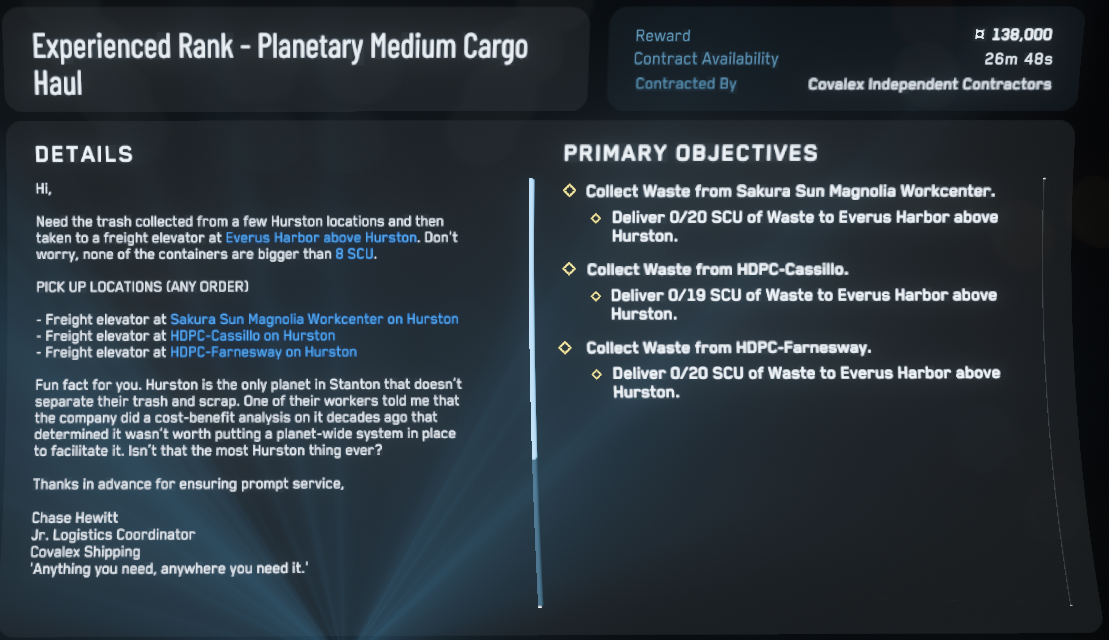 Experienced Rank - Planetary Medium Cargo
Haul
Reward ¤ 138,000
Contract Availability 26m 48s
Contracted By Covalex Independent Contractors
DETAILS
Hi,
Need the trash collected from a few Hurston locations and then
taken to a freight elevator at Everus Harbor above Hurston. Don't
worry, none of the containers are bigger than 8 SCU.
PICK UP LOCATIONS (ANY ORDER)
- Freight elevator at Sakura Sun Magnolia Workcenter on Hurston
- Freight elevator at HDPC-Cassillo on Hurston
- Freight elevator at HDPC-Farnesway on Hurston
Fun fact for you. Hurston is the only planet in Stanton that doesn't
separate their trash and scrap. One of their workers told me that
the company did a cost-benefit analysis on it decades ago that
determined it wasn't worth putting a planet-wide system in place
to facilitate it. Isn't that the most Hurston thing ever?
Thanks in advance for ensuring prompt service,
Chase Hewitt
Jr. Logistics Coordinator
Covalex Shipping
'Anything you need, anywhere you need it.'
PRIMARY OBJECTIVES
Collect Waste from Sakura Sun Magnolia Workcenter.
Deliver 0/20 SCU of Waste to Everus Harbor above
Hurston.
Collect Waste from HDPC-Cassillo.
Deliver 0/19 SCU of Waste to Everus Harbor above
Hurston.
Collect Waste from HDPC-Farnesway.
Deliver 0/20 SCU of Waste to Everus Harbor above
Hurston.